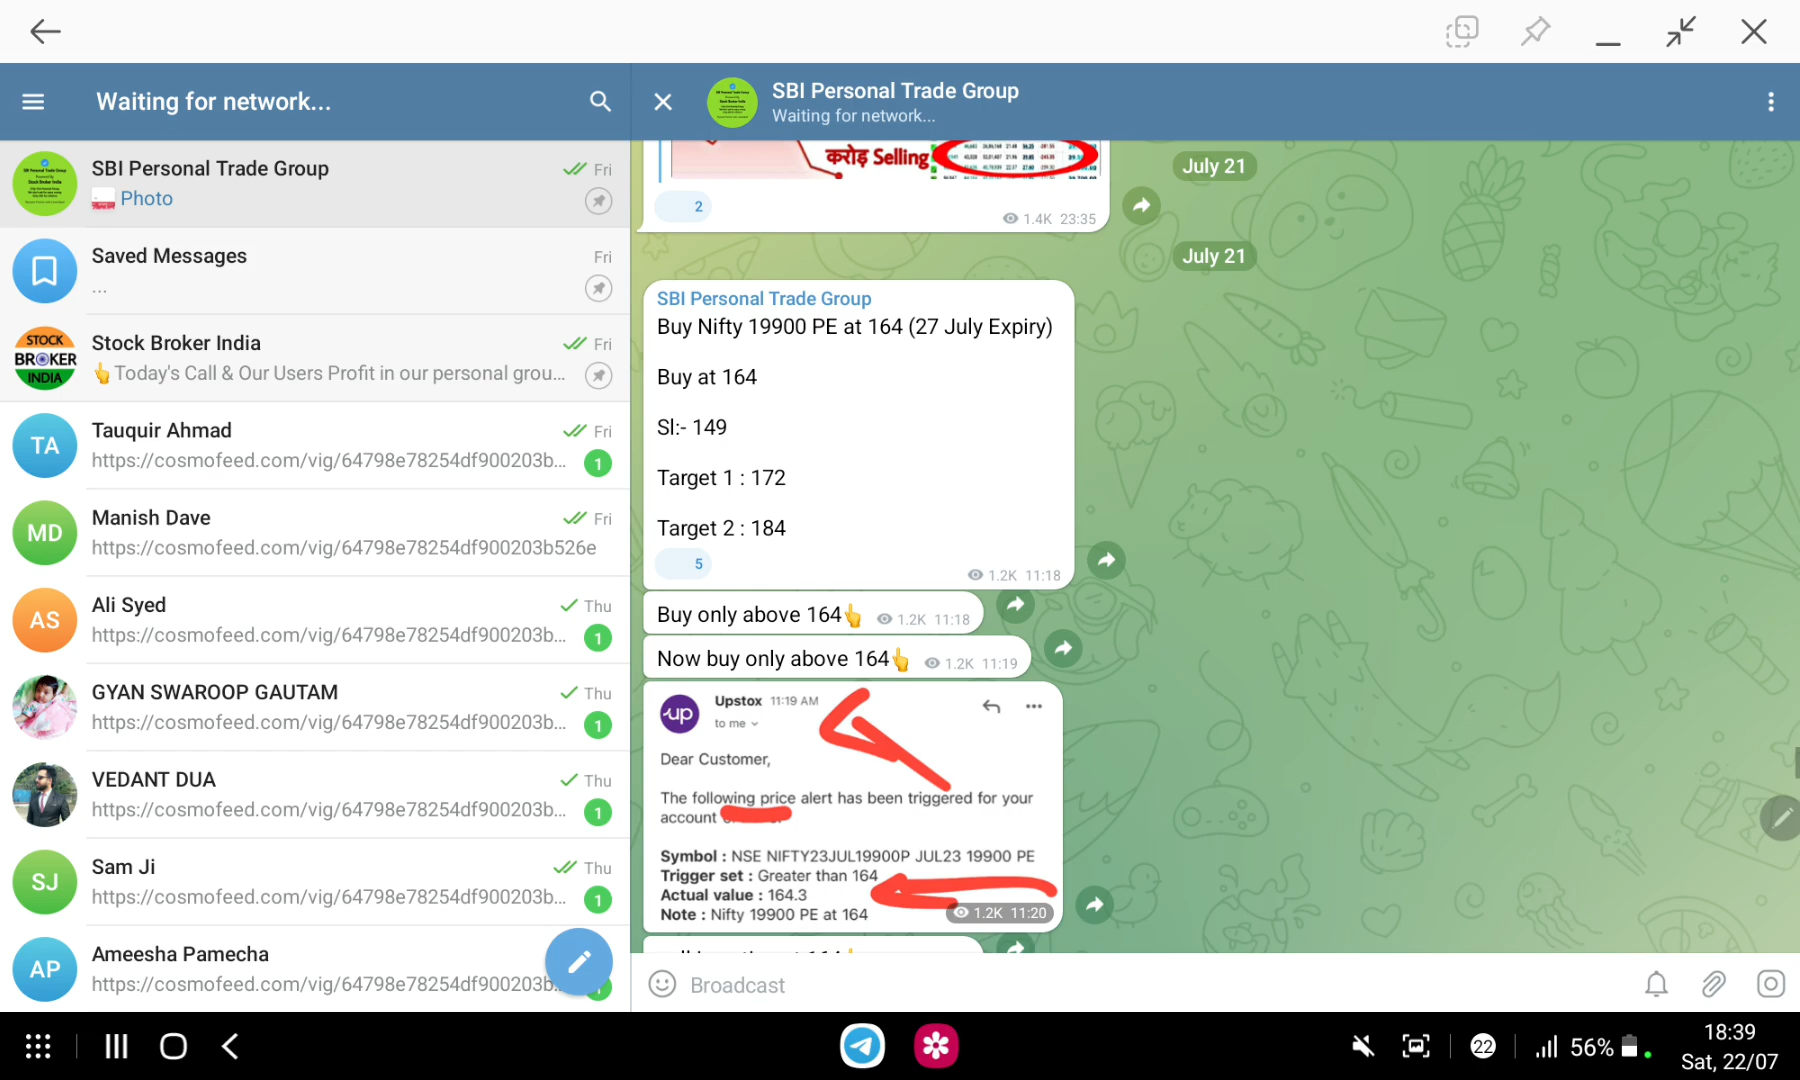 Waiting for network...
SBI Personal Trade Group
Fri
Photo
Saved Messages
Fri
...
STOCK
BROKER
INDIA
Stock Broker India
Fri
👆Today's Call & Our Users Profit in our personal grou...
TA
Tauquir Ahmad
Fri
https://cosmofeed.com/vig/64798e78254df900203b...
1
MD
Manish Dave
Fri
https://cosmofeed.com/vig/64798e78254df900203b526e
AS
Ali Syed
Thu
https://cosmofeed.com/vig/64798e78254df900203b...
1
GYAN SWAROOP GAUTAM
Thu
https://cosmofeed.com/vig/64798e78254df900203b...
1
VEDANT DUA
Thu
https://cosmofeed.com/vig/64798e78254df900203b...
1
SJ
Sam Ji
Thu
https://cosmofeed.com/vig/64798e78254df900203b...
1
AP
Ameesha Pamecha
https://cosmofeed.com/vig/64798e78254df900203b...
SBI Personal Trade Group
Waiting for network...
करोड़ Selling
2
1.4K 23:35
July 21
July 21
SBI Personal Trade Group
Buy Nifty 19900 PE at 164 (27 July Expiry)
Buy at 164
Sl:- 149
Target 1 : 172
Target 2 : 184
5
1.2K 11:18
Buy only above 164👆 1.2K 11:18
Now buy only above 164👆 1.2K 11:19
up
Upstox 11:19 AM
to me
Dear Customer,
The following price alert has been triggered for your
account
Symbol : NSE NIFTY23JUL19900P JUL23 19900 PE
Trigger set : Greater than 164
Actual value : 164.3
Note : Nifty 19900 PE at 164
1.2K 11:20
Broadcast
22
56%
18:39
Sat, 22/07